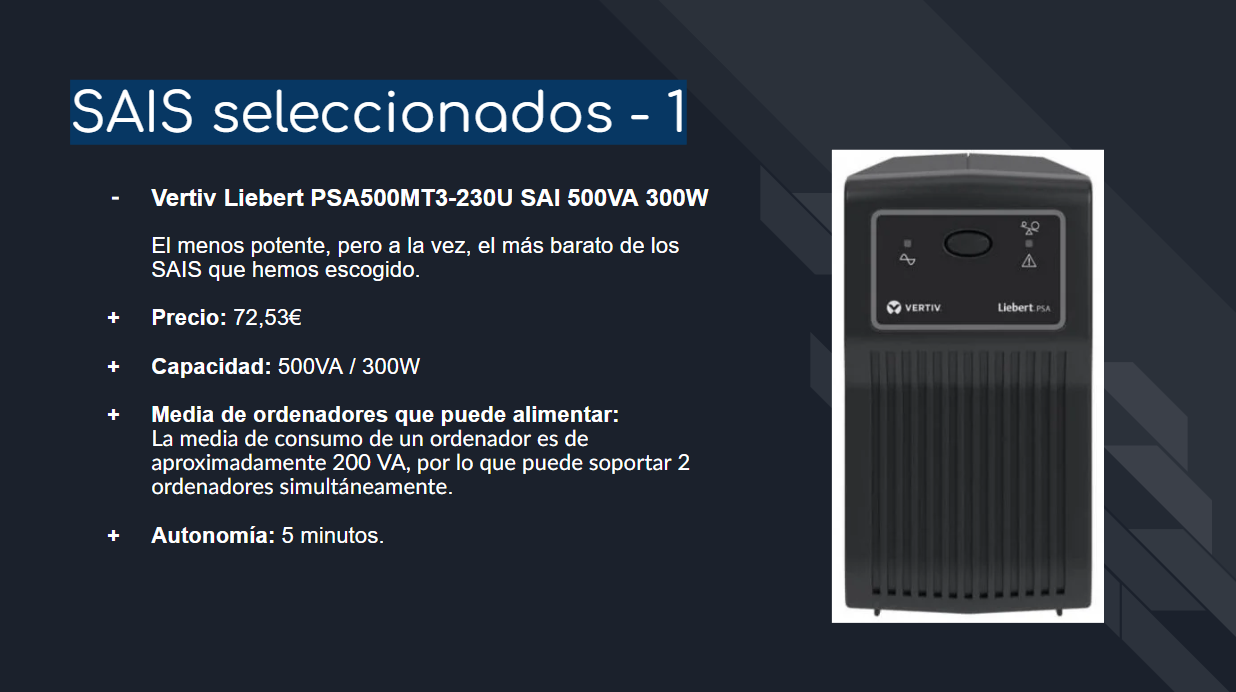 SAIS seleccionados - 1
- Vertiv Liebert PSA500MT3-230U SAI 500VA 300W
El menos potente, pero a la vez, el más barato de los
SAIS que hemos escogido.
+ Precio: 72,53€
+ Capacidad: 500VA / 300W
+ Media de ordenadores que puede alimentar:
La media de consumo de un ordenador es de
aproximadamente 200 VA, por lo que puede soportar 2
ordenadores simultáneamente.
+ Autonomía: 5 minutos.
VERTIV
Liebert PSA